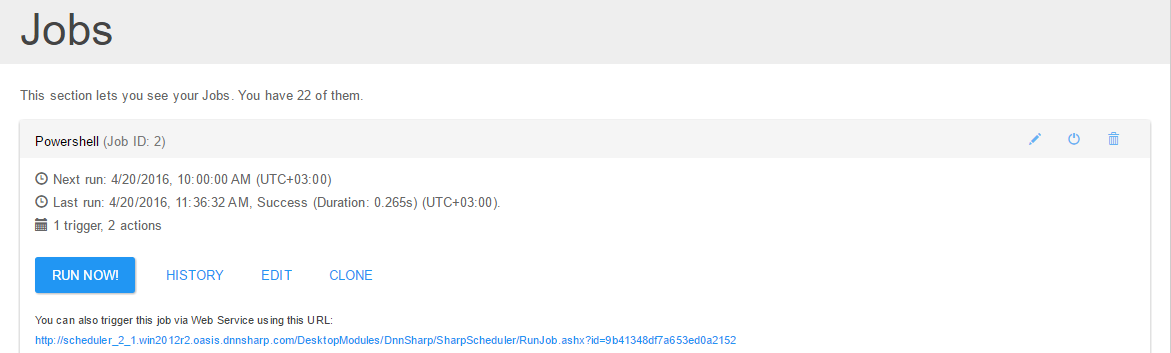 Jobs
This section lets you see your Jobs. You have 22 of them.
Powershell (Job ID: 2)
Next run: 4/20/2016, 10:00:00 AM (UTC+03:00)
Last run: 4/20/2016, 11:36:32 AM, Success (Duration: 0.265s) (UTC+03:00).
1 trigger, 2 actions
RUN NOW! HISTORY EDIT CLONE
You can also trigger this job via Web Service using this URL:
http://scheduler_2_1.win2012r2.oasis.dnnsharp.com/DesktopModules/DnnSharp/SharpScheduler/RunJob.ashx?id=9b41348df7a653ed0a2152